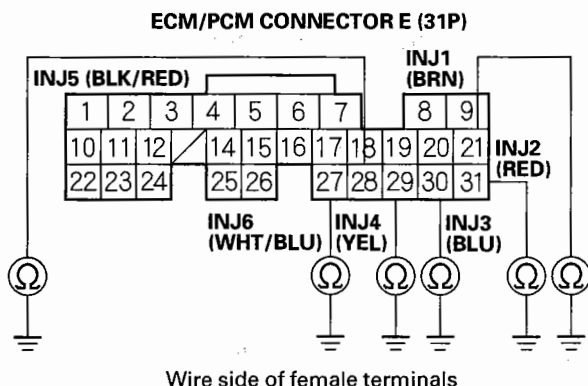 ECM/PCM CONNECTOR E (31P)
INJ5 (BLK/RED)
INJ1
(BRN)
1 2 3 4 5 6 7 8 9
10 11 12 14 15 16 17 18 19 20 21
INJ2
(RED)
22 23 24 25 26 27 28 29 30 31
INJ6
(WHT/BLU)
INJ4
(YEL)
INJ3
(BLU)
Ω Ω Ω Ω Ω Ω
Wire side of female terminals